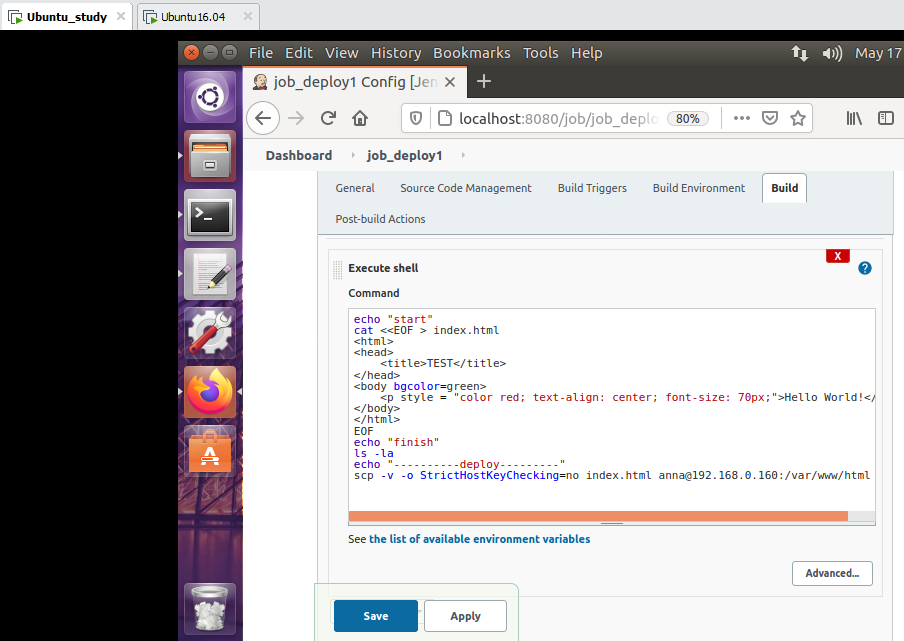 Ubuntu_study
Ubuntu16.04
File Edit View History Bookmarks Tools Help
May 17
job_deploy1 Config [Jen
localhost:8080/job/job_deplo
80%
Dashboard
job_deploy1
General
Source Code Management
Build Triggers
Build Environment
Build
Post-build Actions
Execute shell
X
?
Command
echo "start"
cat <<EOF > index.html
<html>
<head>
    <title>TEST</title>
</head>
<body bgcolor=green>
    <p style = "color red; text-align: center; font-size: 70px;">Hello World!</
</body>
</html>
EOF
echo "finish"
ls -la
echo "----------deploy---------"
scp -v -o StrictHostKeyChecking=no index.html anna@192.168.0.160:/var/www/html
See the list of available environment variables
Advanced...
Save
Apply